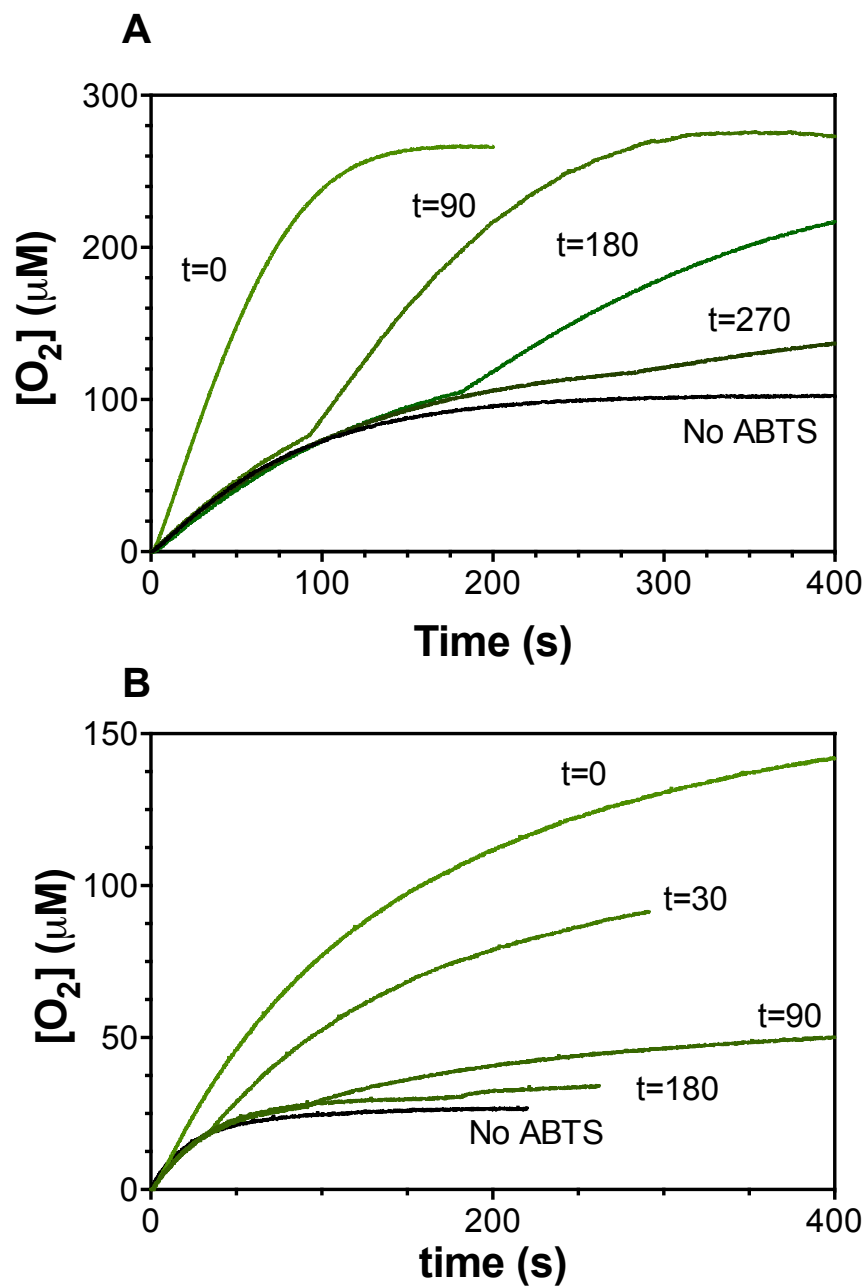 A
300
200
100
0
[O₂] (μM)
t=0
t=90
t=180
t=270
No ABTS
0 100 200 300 400
Time (s)
B
150
100
50
0
[O₂] (μM)
t=0
t=30
t=90
t=180
No ABTS
0 200 400
time (s)